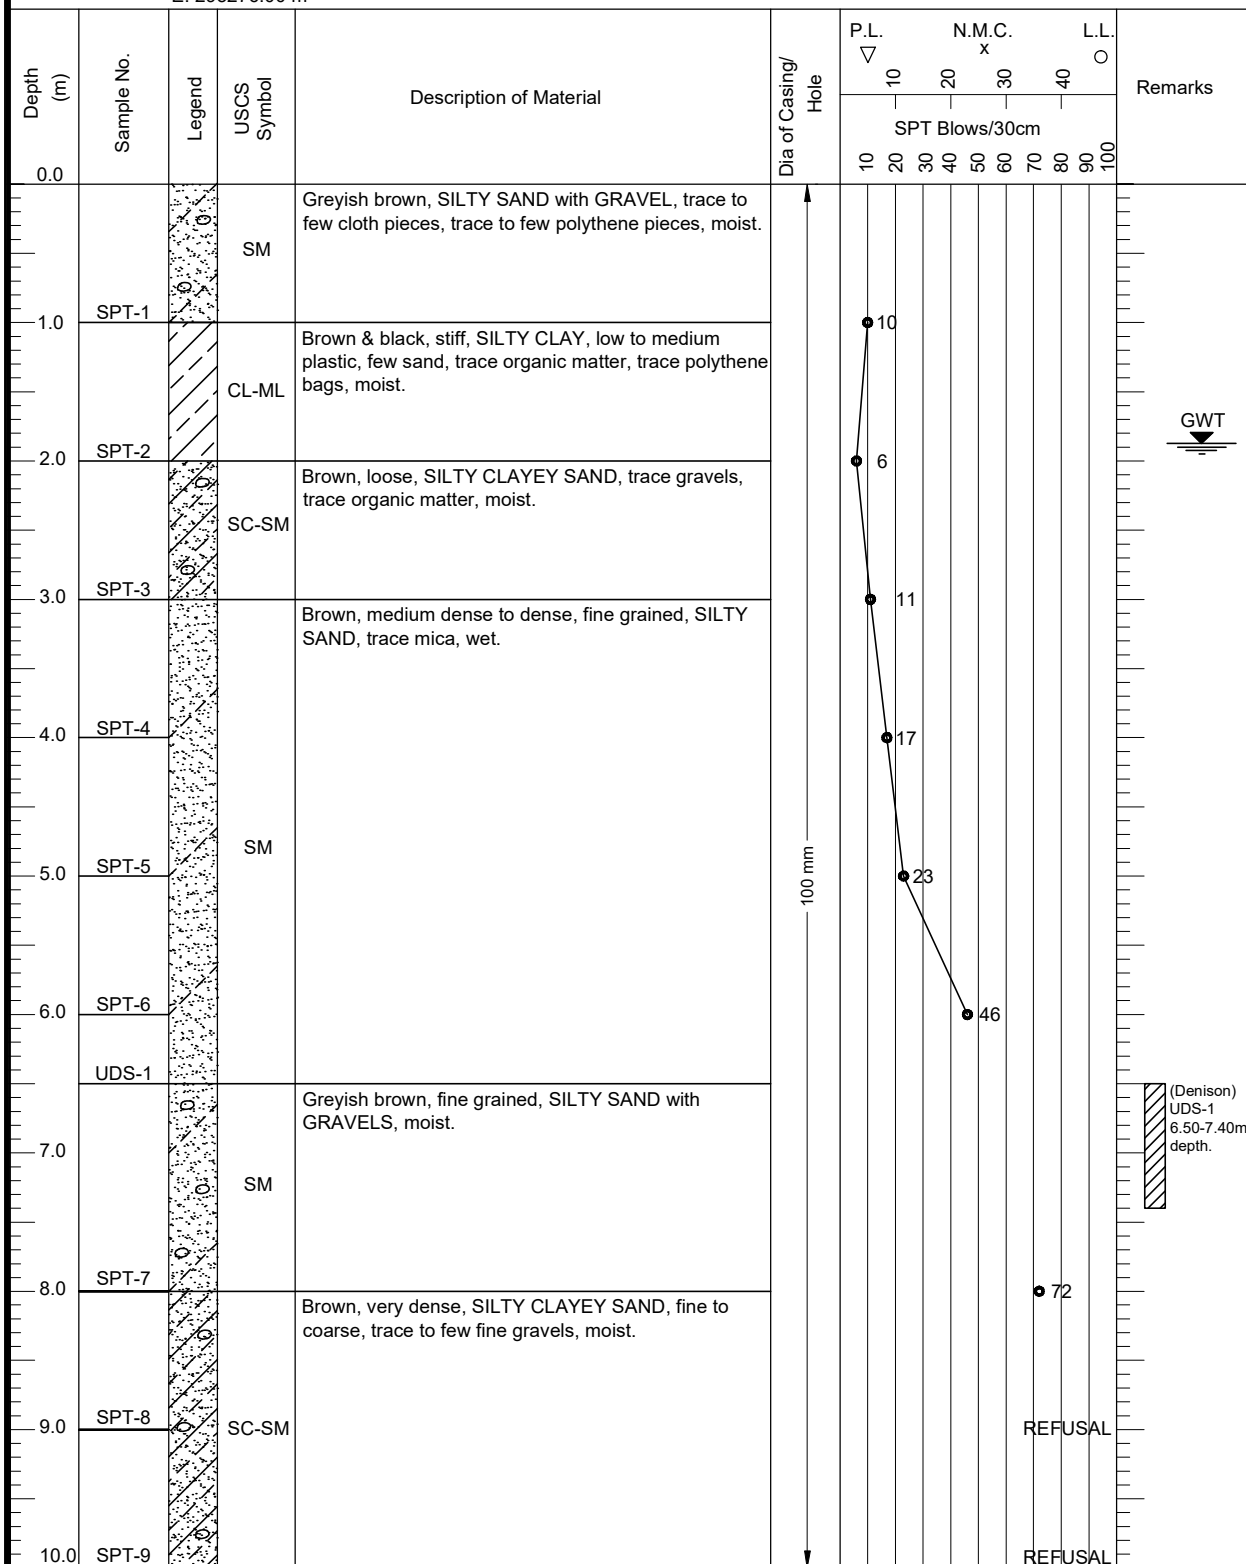 Depth
(m)
Sample No.
Legend
USCS
Symbol
Description of Material
Dia of Casing/
Hole
P.L.
N.M.C.
x
L.L.
10
20
30
40
SPT Blows/30cm
10
20
30
40
50
60
70
80
90
100
Remarks
0.0
Greyish brown, SILTY SAND with GRAVEL, trace to
few cloth pieces, trace to few polythene pieces, moist.
SM
SPT-1
1.0
10
Brown & black, stiff, SILTY CLAY, low to medium
plastic, few sand, trace organic matter, trace polythene
bags, moist.
CL-ML
GWT
SPT-2
2.0
6
Brown, loose, SILTY CLAYEY SAND, trace gravels,
trace organic matter, moist.
SC-SM
SPT-3
3.0
11
Brown, medium dense to dense, fine grained, SILTY
SAND, trace mica, wet.
SPT-4
4.0
17
SM
SPT-5
5.0
23
100 mm
SPT-6
6.0
46
UDS-1
Greyish brown, fine grained, SILTY SAND with
GRAVELS, moist.
(Denison)
UDS-1
6.50-7.40m
depth.
7.0
SM
SPT-7
8.0
72
Brown, very dense, SILTY CLAYEY SAND, fine to
coarse, trace to few fine gravels, moist.
SPT-8
9.0
SC-SM
REFUSAL
10.0
SPT-9
REFUSAL